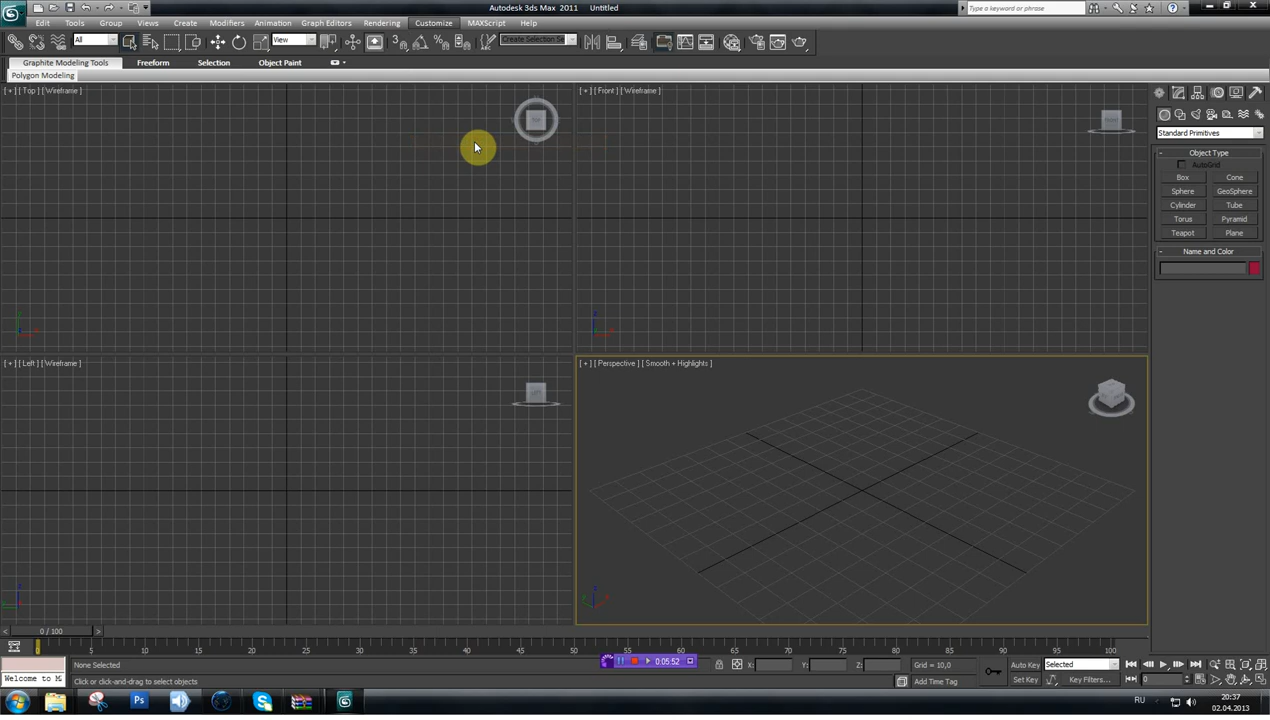 Autodesk 3ds Max 2011 Untitled
Type a keyword or phrase
Edit Tools Group Views Create Modifiers Animation Graph Editors Rendering Customize MAXScript Help
All View Create Selection Se
Graphite Modeling Tools Freeform Selection Object Paint
Polygon Modeling
[ + ] [ Top ] [ Wireframe ]
[ + ] [ Front ] [ Wireframe ]
Standard Primitives
- Object Type
AutoGrid
Box Cone
Sphere GeoSphere
Cylinder Tube
Torus Pyramid
Teapot Plane
- Name and Color
[ + ] [ Left ] [ Wireframe ]
[ + ] [ Perspective ] [ Smooth + Highlights ]
< 0 / 100 >
0 5 10 15 20 25 30 35 40 45 50 55 60 65 70 75 80 85 90 95 100
None Selected
0:05:52
X: Y: Z: Grid = 10,0
Auto Key Selected
Welcome to M
Click or click-and-drag to select objects
Add Time Tag
Set Key Key Filters... 0
Ps
RU
20:37
02.04.2013